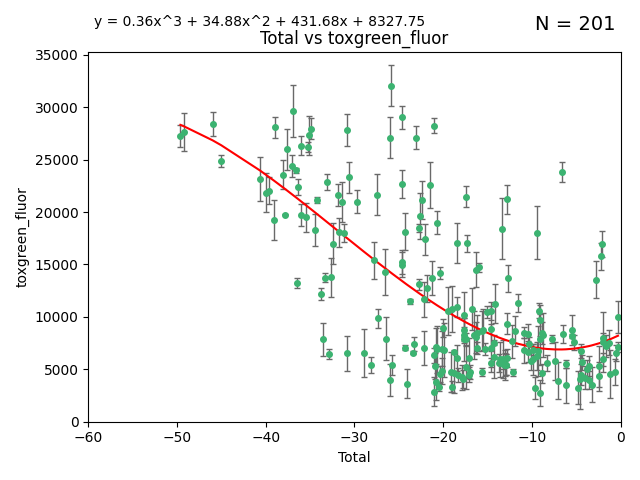 y = 0.36x^3 + 34.88x^2 + 431.68x + 8327.75
N = 201
Total vs toxgreen_fluor
35000
30000
25000
20000
15000
10000
5000
0
toxgreen_fluor
−60 −50 −40 −30 −20 −10 0
Total